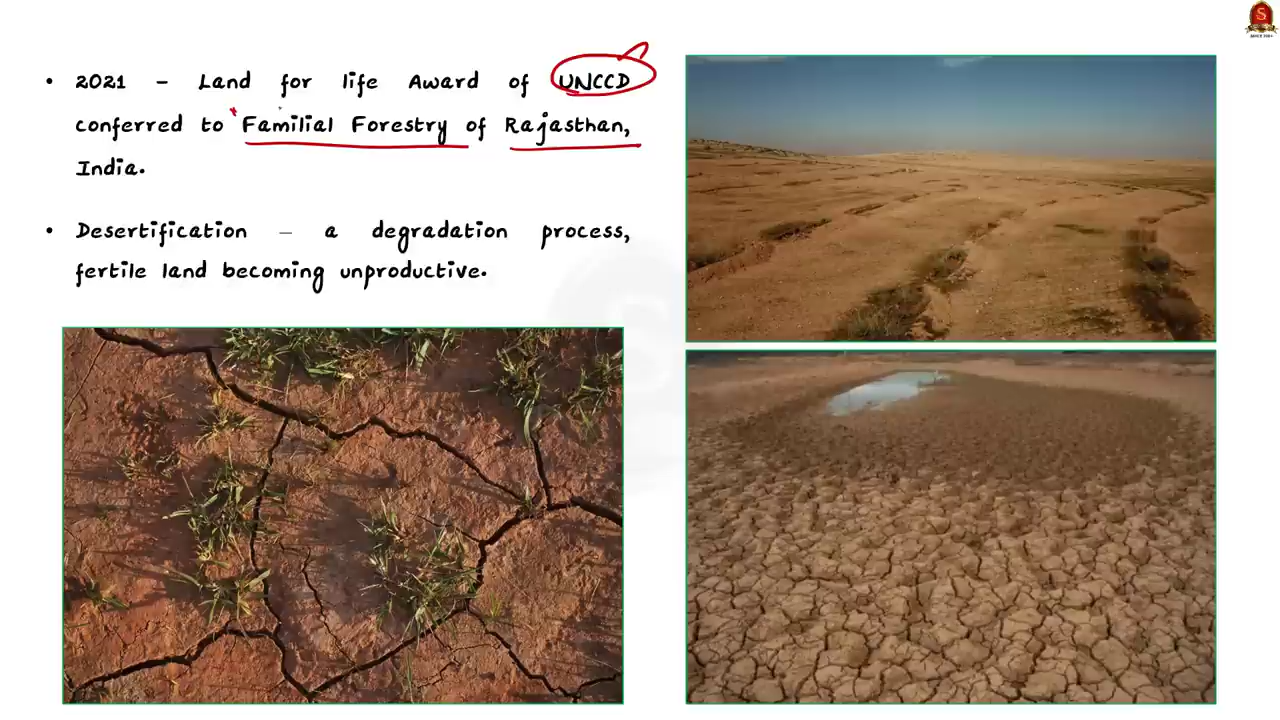 • 2021 – Land for life Award of UNCCD
conferred to Familial Forestry of Rajasthan,
India.
• Desertification – a degradation process,
fertile land becoming unproductive.